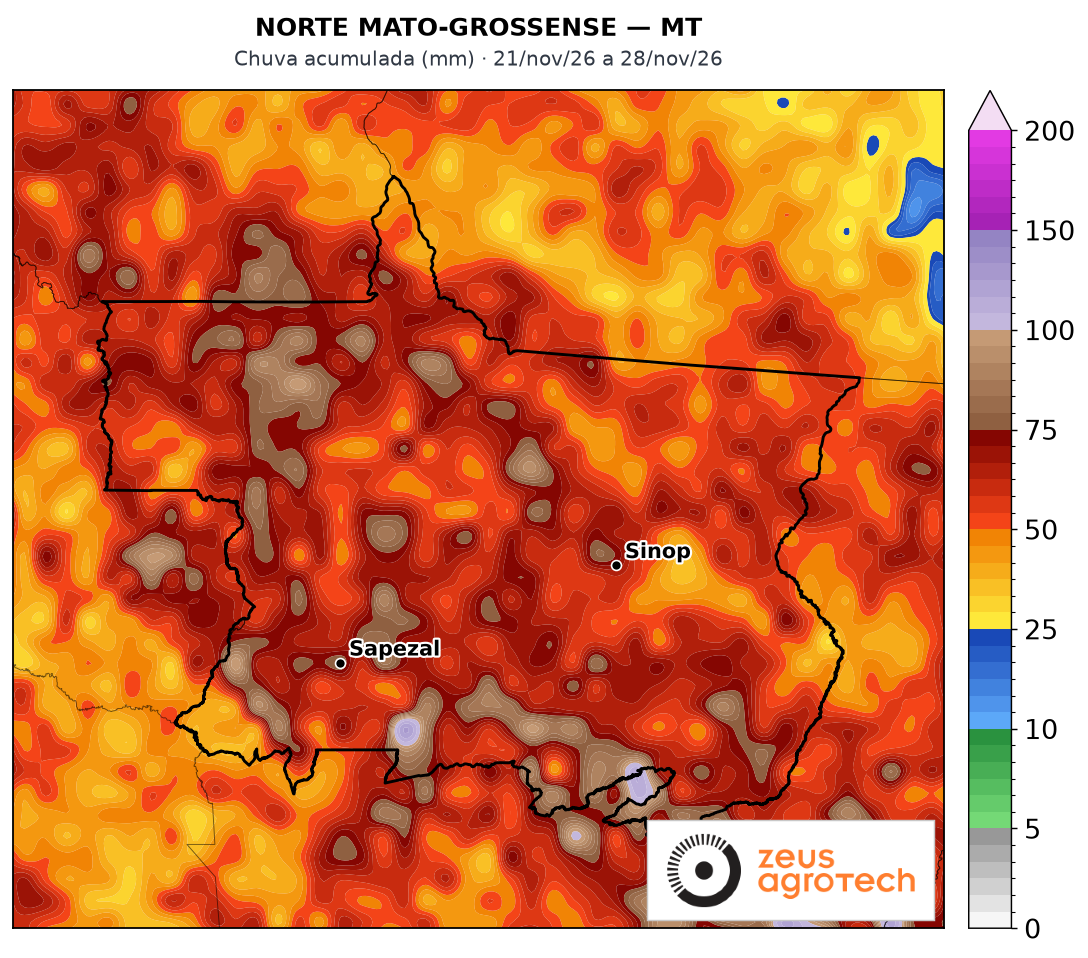 NORTE MATO-GROSSENSE — MT
Chuva acumulada (mm) · 21/nov/26 a 28/nov/26
200
150
100
75
50
25
10
5
0
Sinop
Sapezal
zeus
agrotech